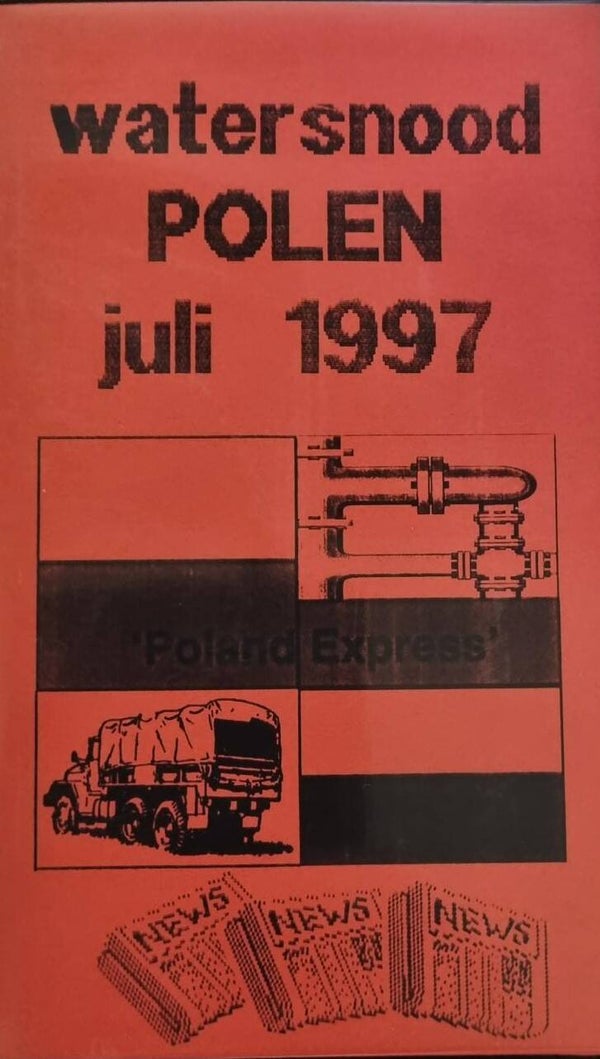 watersnood
POLEN
juli 1997
'Poland Express'
NEWS NEWS NEWS